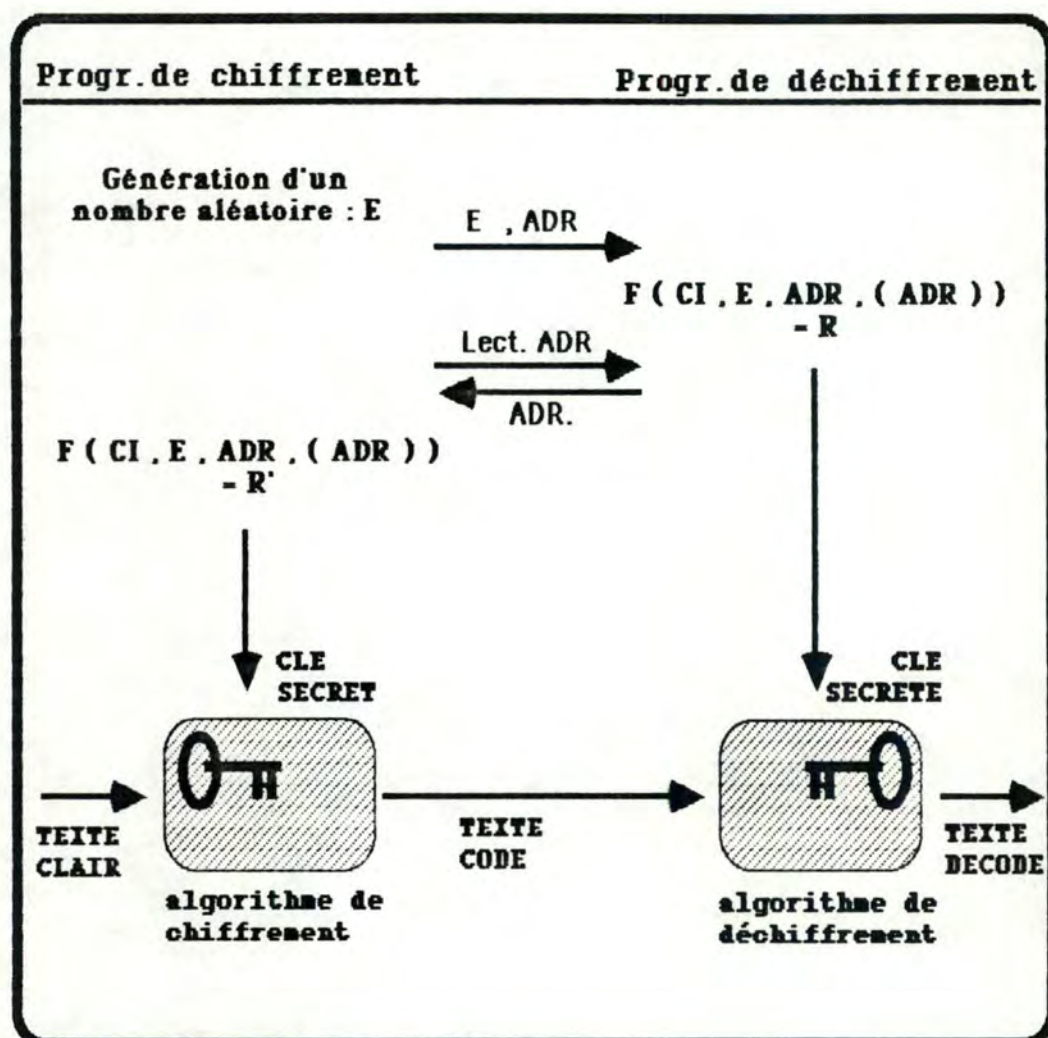 Progr.de chiffrement
Progr.de déchiffrement
Génération d'un
nombre aléatoire : E
E , ADR
F ( CI , E , ADR , ( ADR ) )
= R
Lect. ADR
ADR.
F ( CI , E , ADR , ( ADR ) )
= R'
CLE
SECRET
CLE
SECRETE
TEXTE
CLAIR
TEXTE
CODE
TEXTE
DECODE
algorithme de
chiffrement
algorithme de
déchiffrement